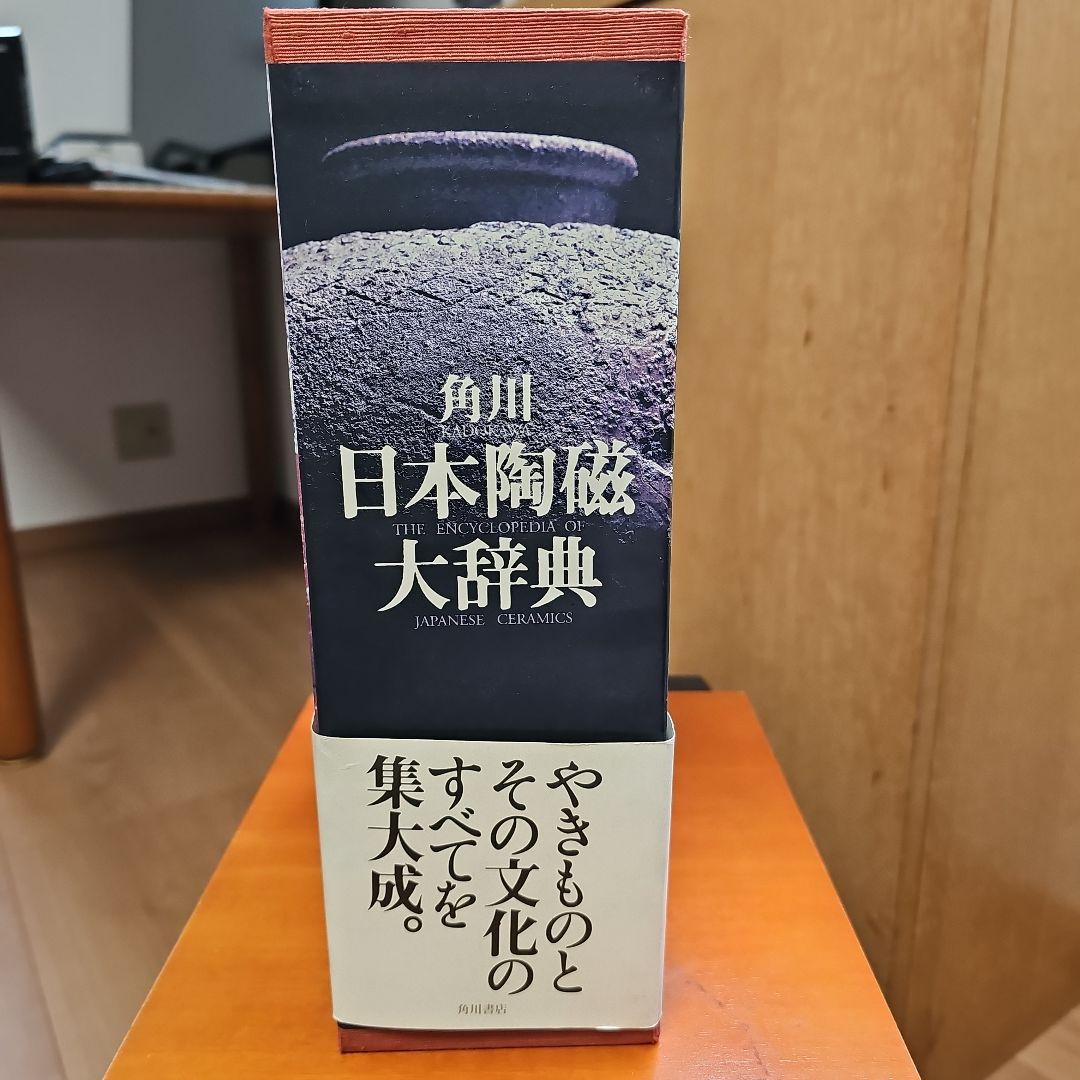 角川
KADOKAWA
日本陶磁
THE ENCYCLOPEDIA OF
大辞典
JAPANESE CERAMICS
やきものと
その文化の
すべてを
集大成。
角川書店